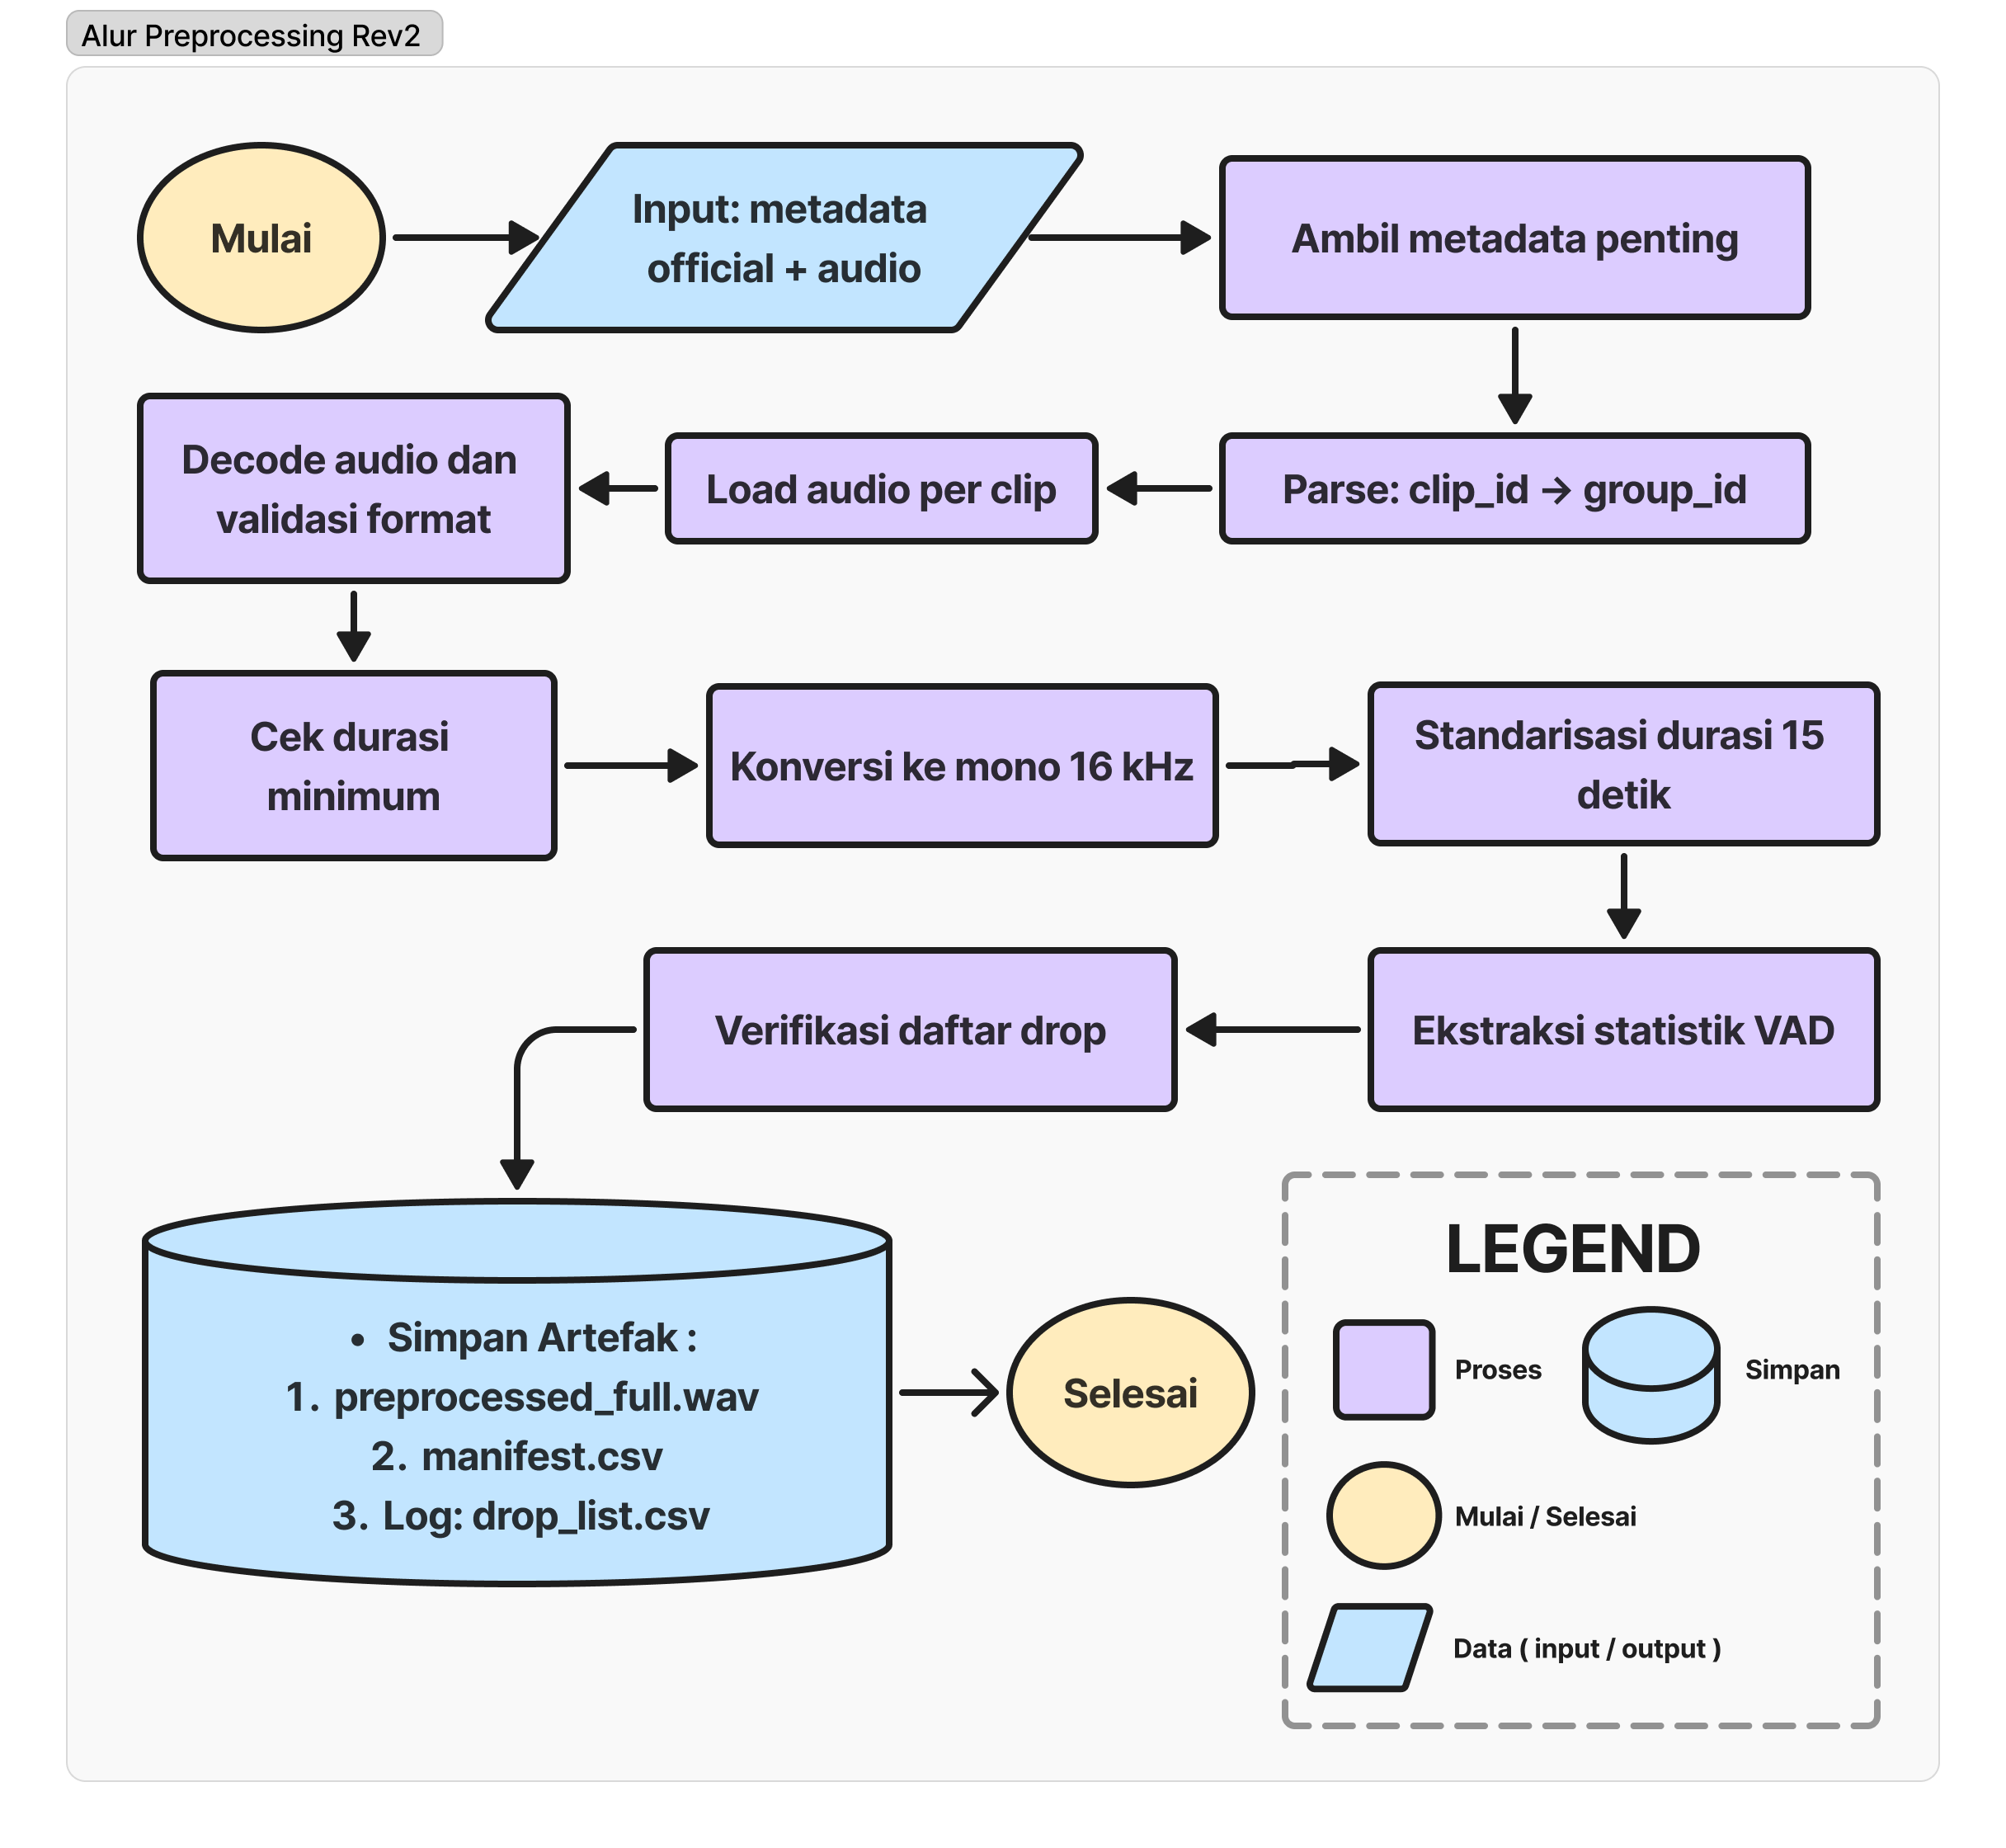 Alur Preprocessing Rev2
Mulai
Input: metadata
official + audio
Ambil metadata penting
Parse: clip_id → group_id
Load audio per clip
Decode audio dan
validasi format
Cek durasi
minimum
Konversi ke mono 16 kHz
Standarisasi durasi 15
detik
Ekstraksi statistik VAD
Verifikasi daftar drop
• Simpan Artefak :
1. preprocessed_full.wav
2. manifest.csv
3. Log: drop_list.csv
Selesai
LEGEND
Proses
Simpan
Mulai / Selesai
Data ( input / output )